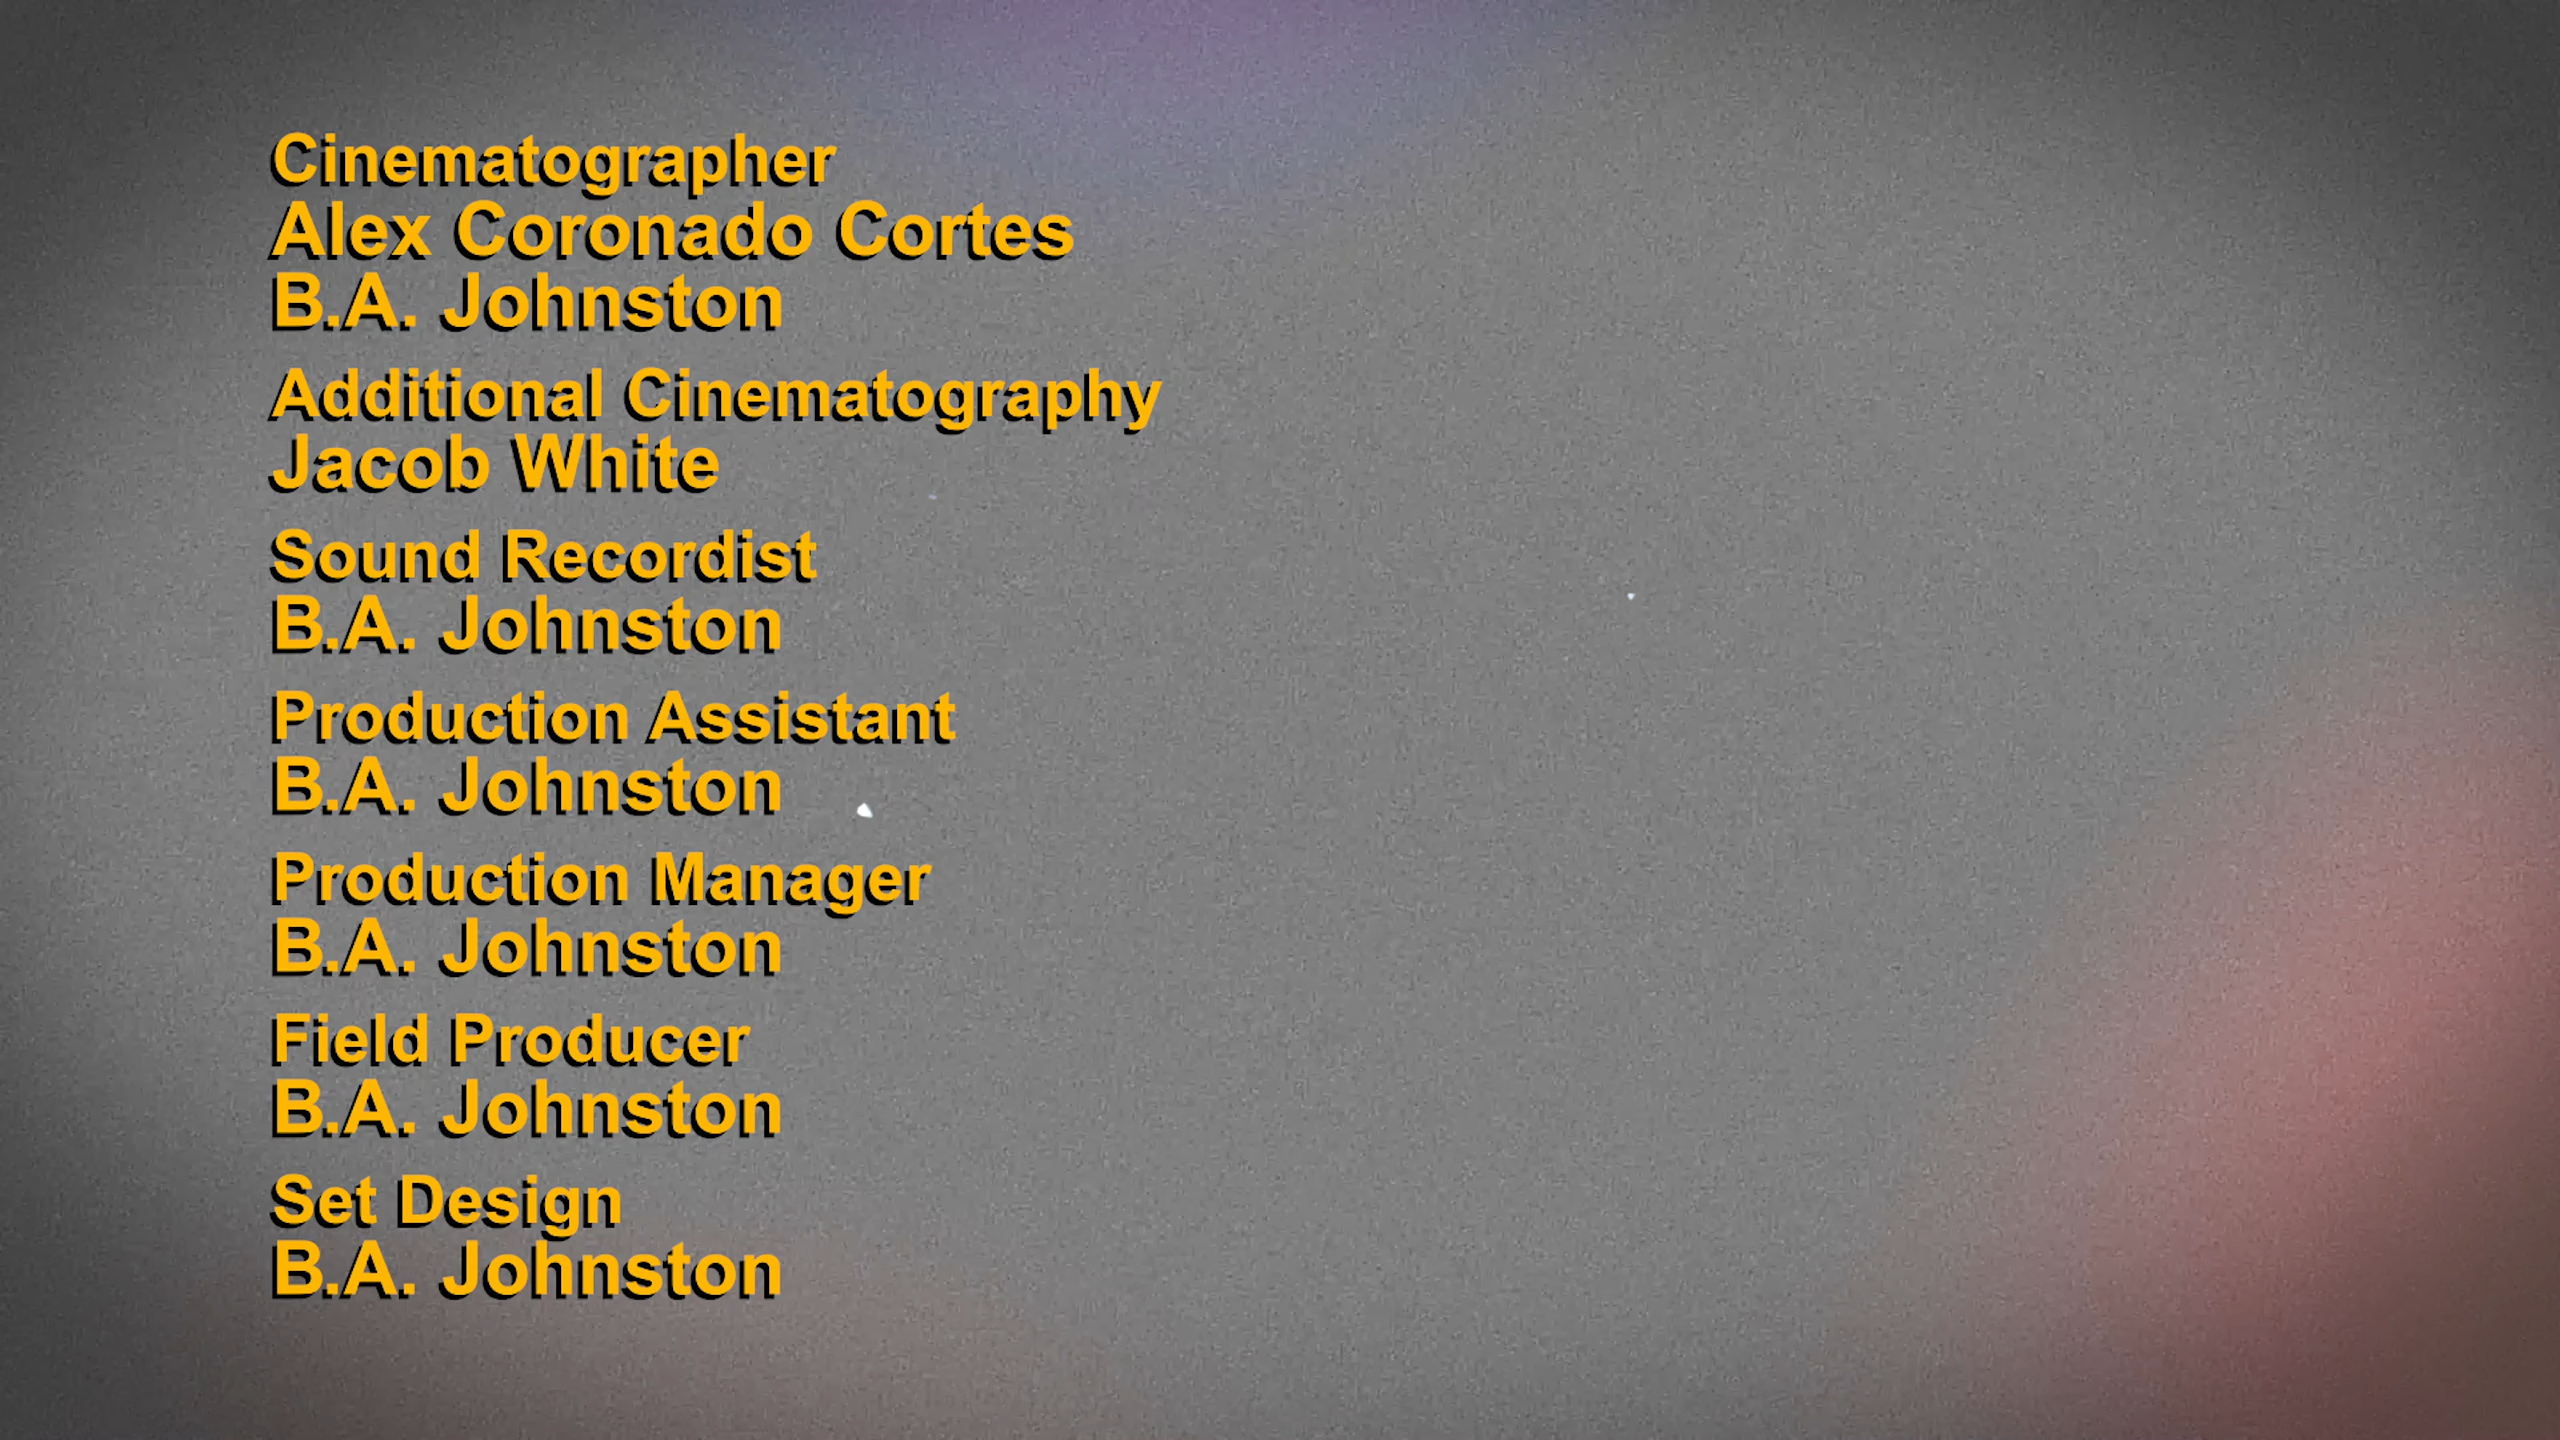 Cinematographer
Alex Coronado Cortes
B.A. Johnston
Additional Cinematography
Jacob White
Sound Recordist
B.A. Johnston
Production Assistant
B.A. Johnston
Production Manager
B.A. Johnston
Field Producer
B.A. Johnston
Set Design
B.A. Johnston